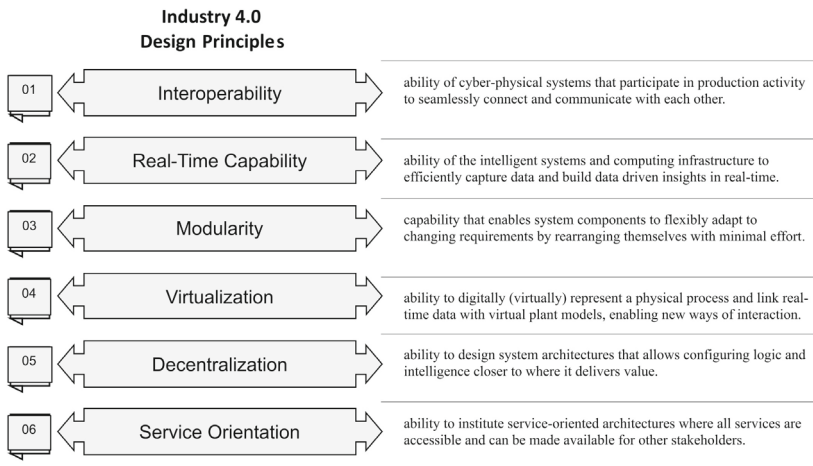 Industry 4.0
Design Principles
01
Interoperability
ability of cyber-physical systems that participate in production activity
to seamlessly connect and communicate with each other.
02
Real-Time Capability
ability of the intelligent systems and computing infrastructure to
efficiently capture data and build data driven insights in real-time.
03
Modularity
capability that enables system components to flexibly adapt to
changing requirements by rearranging themselves with minimal effort.
04
Virtualization
ability to digitally (virtually) represent a physical process and link real-
time data with virtual plant models, enabling new ways of interaction.
05
Decentralization
ability to design system architectures that allows configuring logic and
intelligence closer to where it delivers value.
06
Service Orientation
ability to institute service-oriented architectures where all services are
accessible and can be made available for other stakeholders.